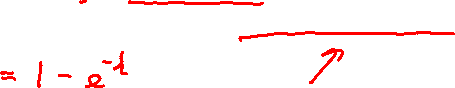 = 1 - e^{-λ}